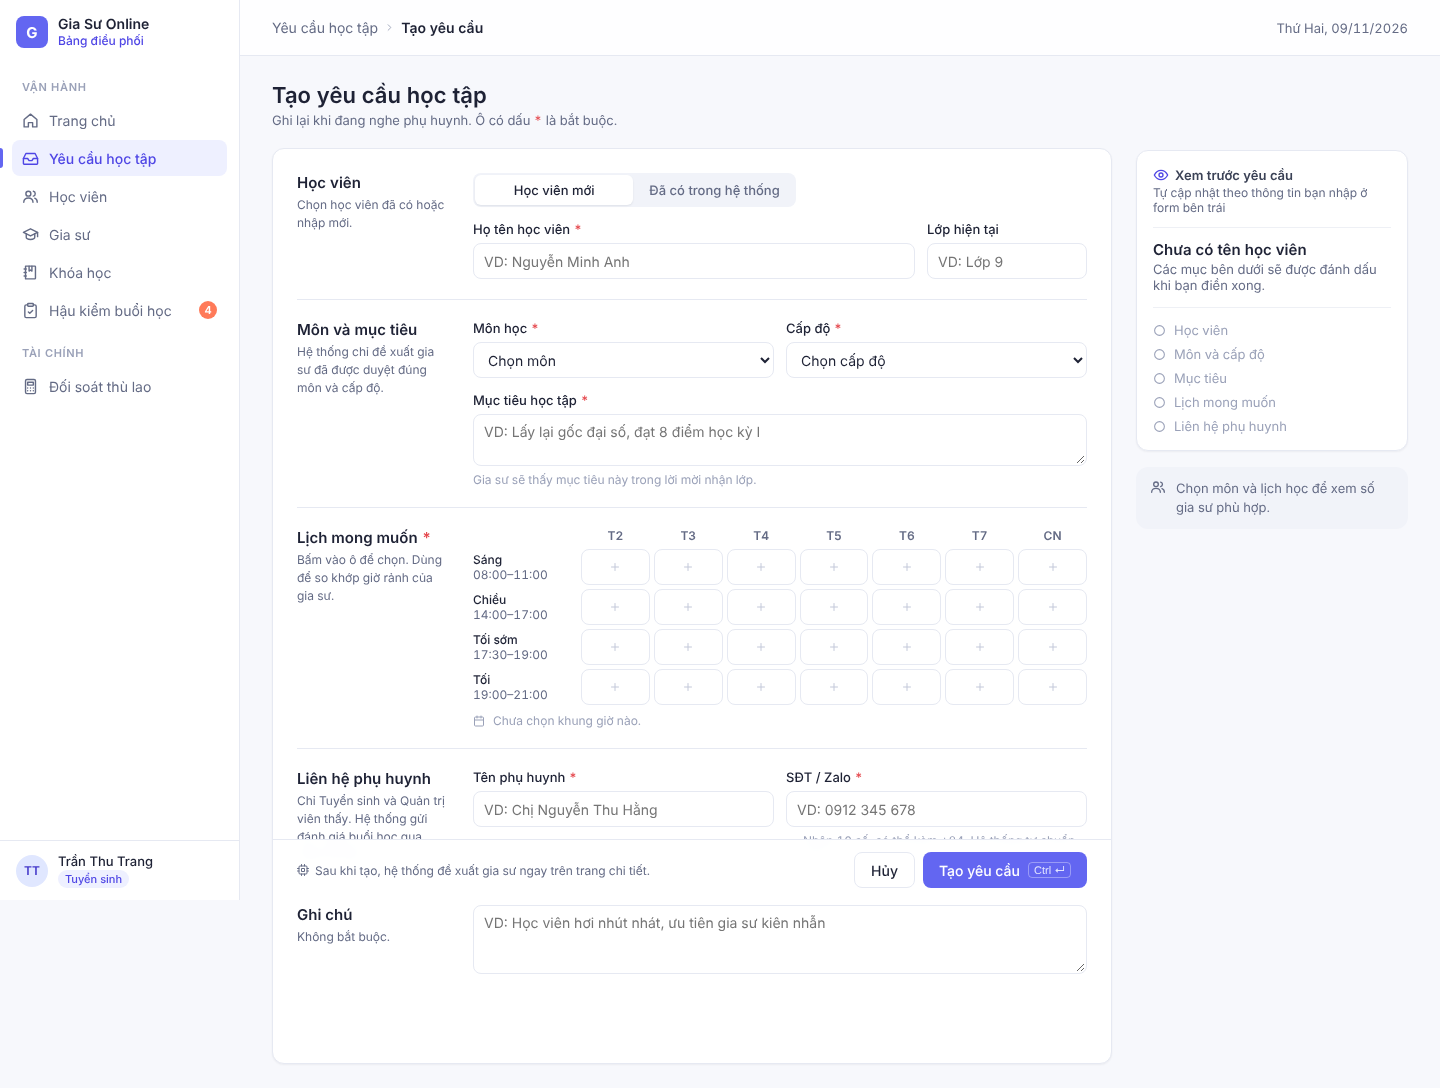 G
Gia Sư Online
Bảng điều phối
VẬN HÀNH
Trang chủ
Yêu cầu học tập
Học viên
Gia sư
Khóa học
Hậu kiểm buổi học
4
TÀI CHÍNH
Đối soát thù lao
TT
Trần Thu Trang
Tuyển sinh
Yêu cầu học tập › Tạo yêu cầu
Thứ Hai, 09/11/2026
Tạo yêu cầu học tập
Ghi lại khi đang nghe phụ huynh. Ô có dấu * là bắt buộc.
Học viên
Chọn học viên đã có hoặc
nhập mới.
Học viên mới
Đã có trong hệ thống
Họ tên học viên *
Lớp hiện tại
VD: Nguyễn Minh Anh
VD: Lớp 9
Môn và mục tiêu
Hệ thống chỉ đề xuất gia
sư đã được duyệt đúng
môn và cấp độ.
Môn học *
Cấp độ *
Chọn môn
Chọn cấp độ
Mục tiêu học tập *
VD: Lấy lại gốc đại số, đạt 8 điểm học kỳ I
Gia sư sẽ thấy mục tiêu này trong lời mời nhận lớp.
Lịch mong muốn *
Bấm vào ô để chọn. Dùng
để so khớp giờ rảnh của
gia sư.
T2 T3 T4 T5 T6 T7 CN
Sáng
08:00–11:00
+ + + + + + +
Chiều
14:00–17:00
+ + + + + + +
Tối sớm
17:30–19:00
+ + + + + + +
Tối
19:00–21:00
+ + + + + + +
Chưa chọn khung giờ nào.
Liên hệ phụ huynh
Chỉ Tuyển sinh và Quản trị
viên thấy. Hệ thống gửi
đánh giá buổi học qua
Tên phụ huynh *
SĐT / Zalo *
VD: Chị Nguyễn Thu Hằng
VD: 0912 345 678
Sau khi tạo, hệ thống đề xuất gia sư ngay trên trang chi tiết.
Hủy
Tạo yêu cầu Ctrl ↵
Ghi chú
Không bắt buộc.
VD: Học viên hơi nhút nhát, ưu tiên gia sư kiên nhẫn
Xem trước yêu cầu
Tự cập nhật theo thông tin bạn nhập ở
form bên trái
Chưa có tên học viên
Các mục bên dưới sẽ được đánh dấu
khi bạn điền xong.
Học viên
Môn và cấp độ
Mục tiêu
Lịch mong muốn
Liên hệ phụ huynh
Chọn môn và lịch học để xem số
gia sư phù hợp.